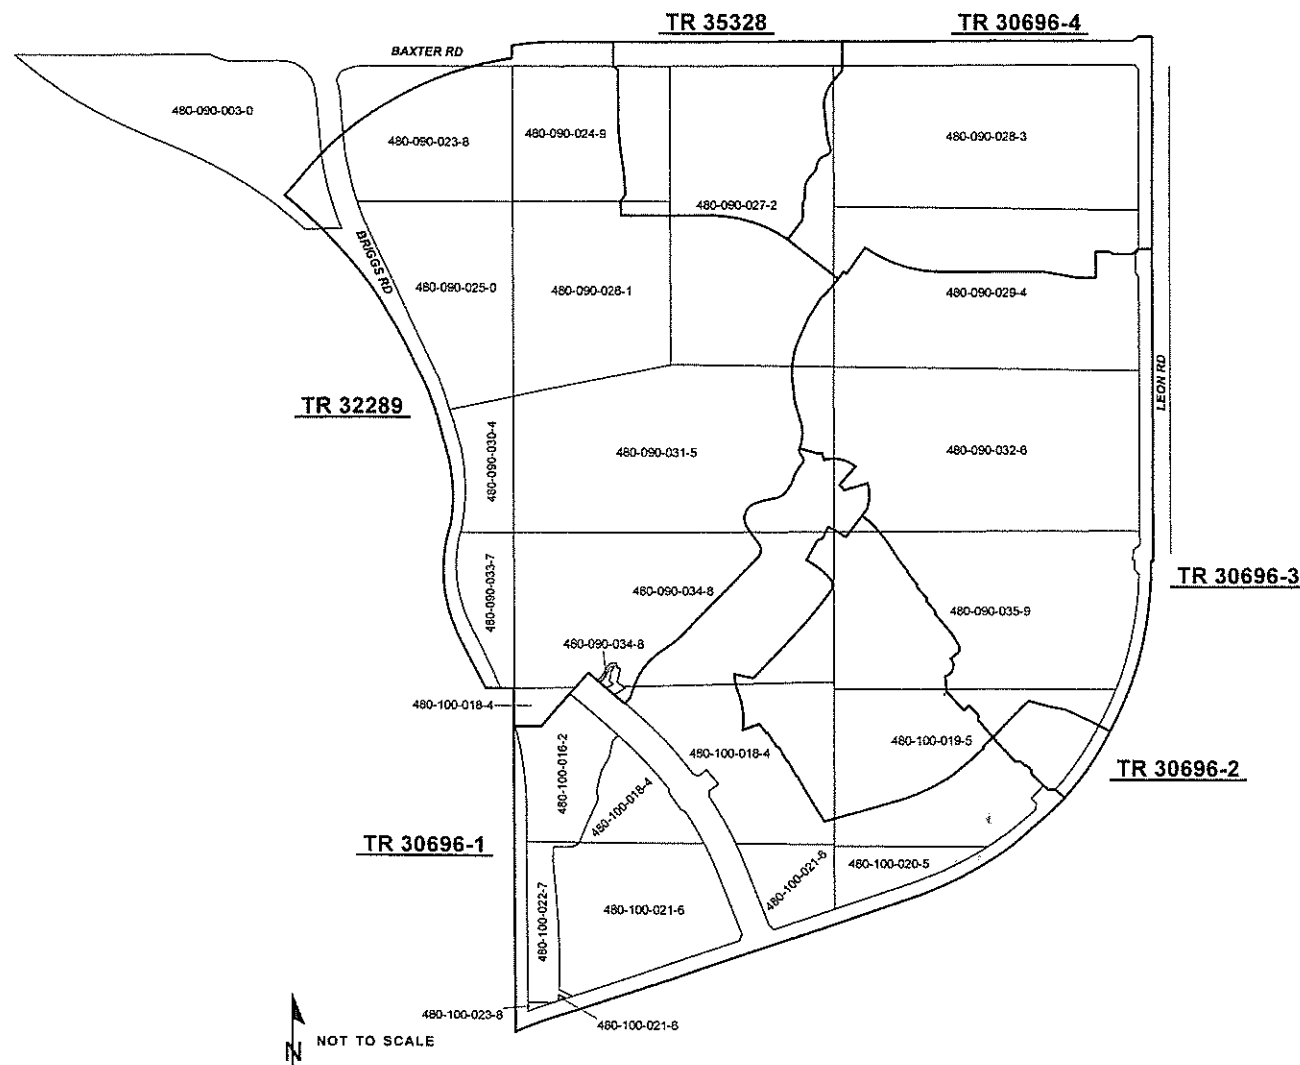 TR 35328
TR 30696-4
BAXTER RD
480-090-003-0
480-090-023-8
480-090-024-9
480-090-028-3
480-090-027-2
BRIGGS RD
480-090-025-0
480-090-026-1
480-090-029-4
LEON RD
TR 32289
480-090-030-4
480-090-031-5
480-090-032-6
480-090-033-7
480-090-034-8
TR 30696-3
480-090-035-9
480-090-034-8
480-100-018-4
480-100-016-2
480-100-018-4
480-100-018-4
480-100-019-5
TR 30696-2
TR 30696-1
480-100-021-6
480-100-020-5
480-100-022-7
480-100-021-6
480-100-023-8
480-100-021-6
N
NOT TO SCALE